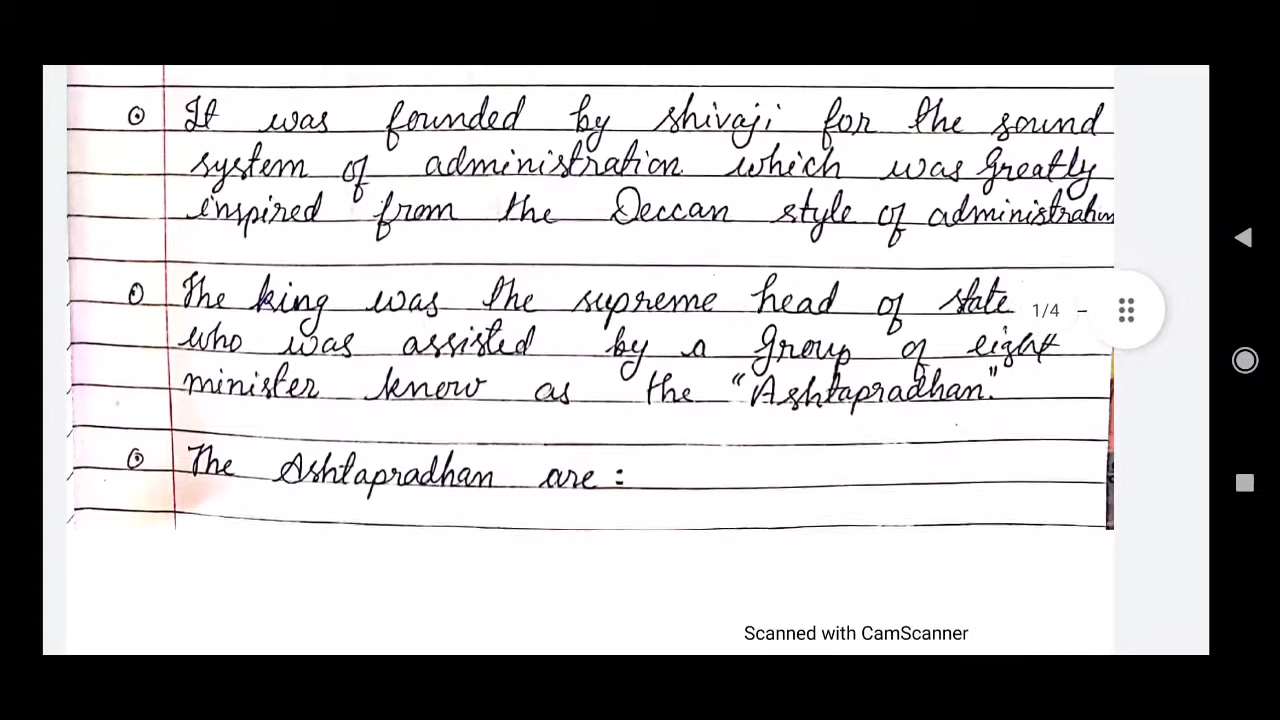 It was founded by shivaji for the sound
system of administration which was Greatly
inspired from the Deccan style of administration
The king was the supreme head of state
1/4
who was assisted by a Group of eight
minister know as the "Ashtapradhan."
The Ashtapradhan are :
Scanned with CamScanner